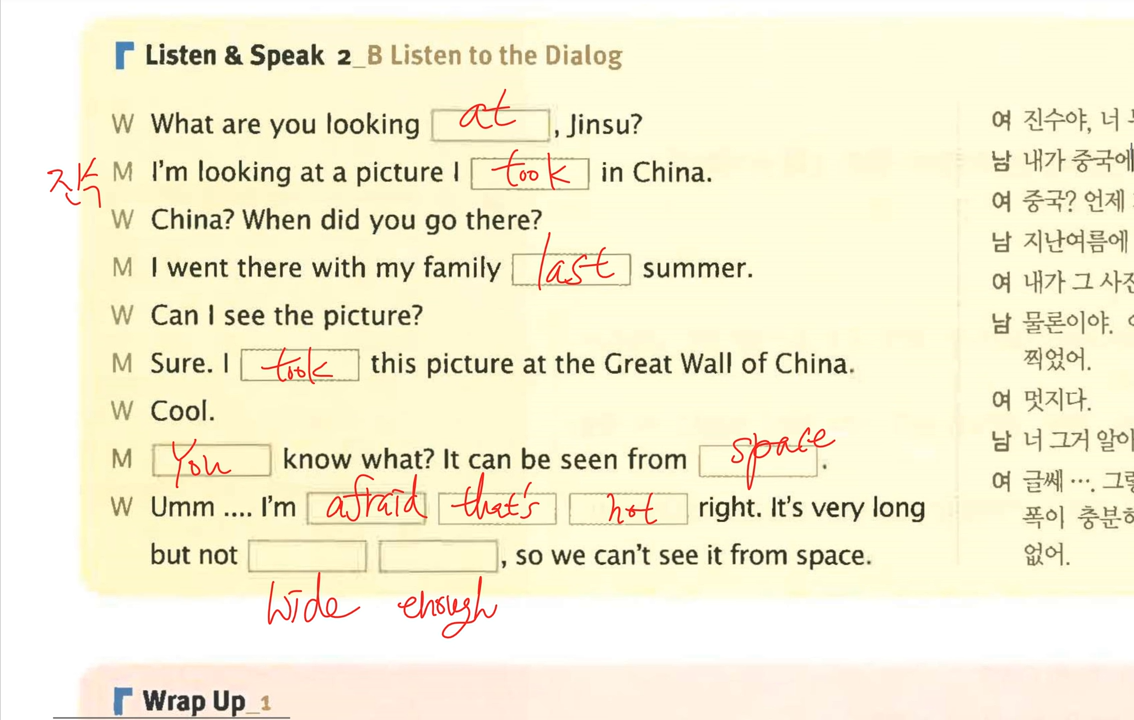 Listen & Speak 2_B Listen to the Dialog
W What are you looking at, Jinsu?
진수 M I'm looking at a picture I took in China.
W China? When did you go there?
M I went there with my family last summer.
W Can I see the picture?
M Sure. I took this picture at the Great Wall of China.
W Cool.
M You know what? It can be seen from space.
W Umm .... I'm afraid that's not right. It's very long
but not wide enough, so we can't see it from space.
여 진수야, 너
남 내가 중국에
여 중국? 언제
남 지난여름에
여 내가 그 사진
남 물론이야.
찍었어.
여 멋지다.
남 너 그거 알아
여 글쎄 …. 그렇
폭이 충분하
없어.
Wrap Up_1